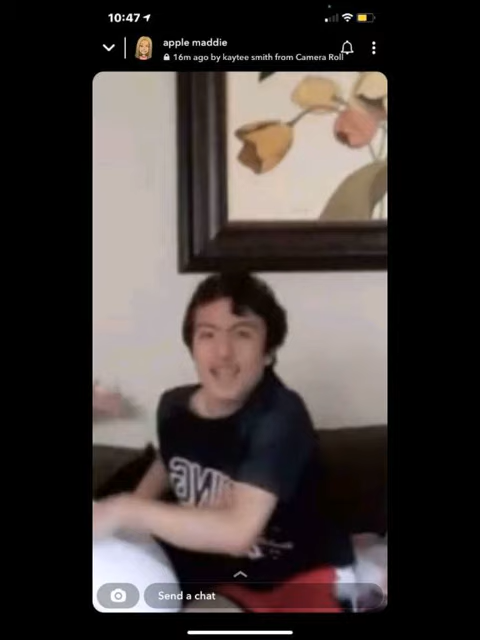 10:47
apple maddie
16m ago by kaytee smith from Camera Roll
Send a chat